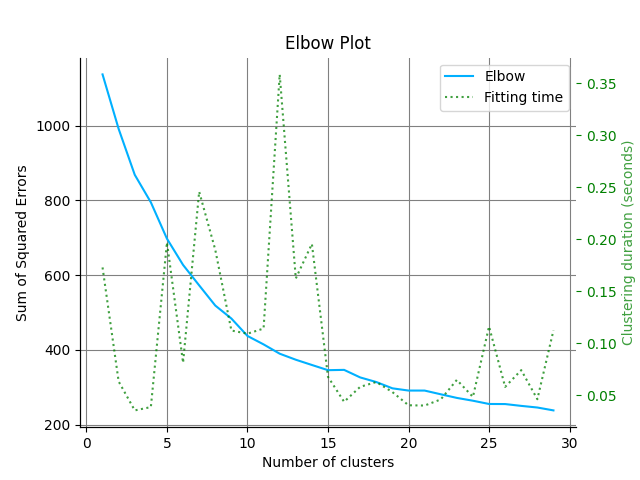 Elbow Plot
Elbow
Fitting time
Sum of Squared Errors
1000
800
600
400
200
0.35
0.30
0.25
0.20
0.15
0.10
0.05
Clustering duration (seconds)
0 5 10 15 20 25 30
Number of clusters